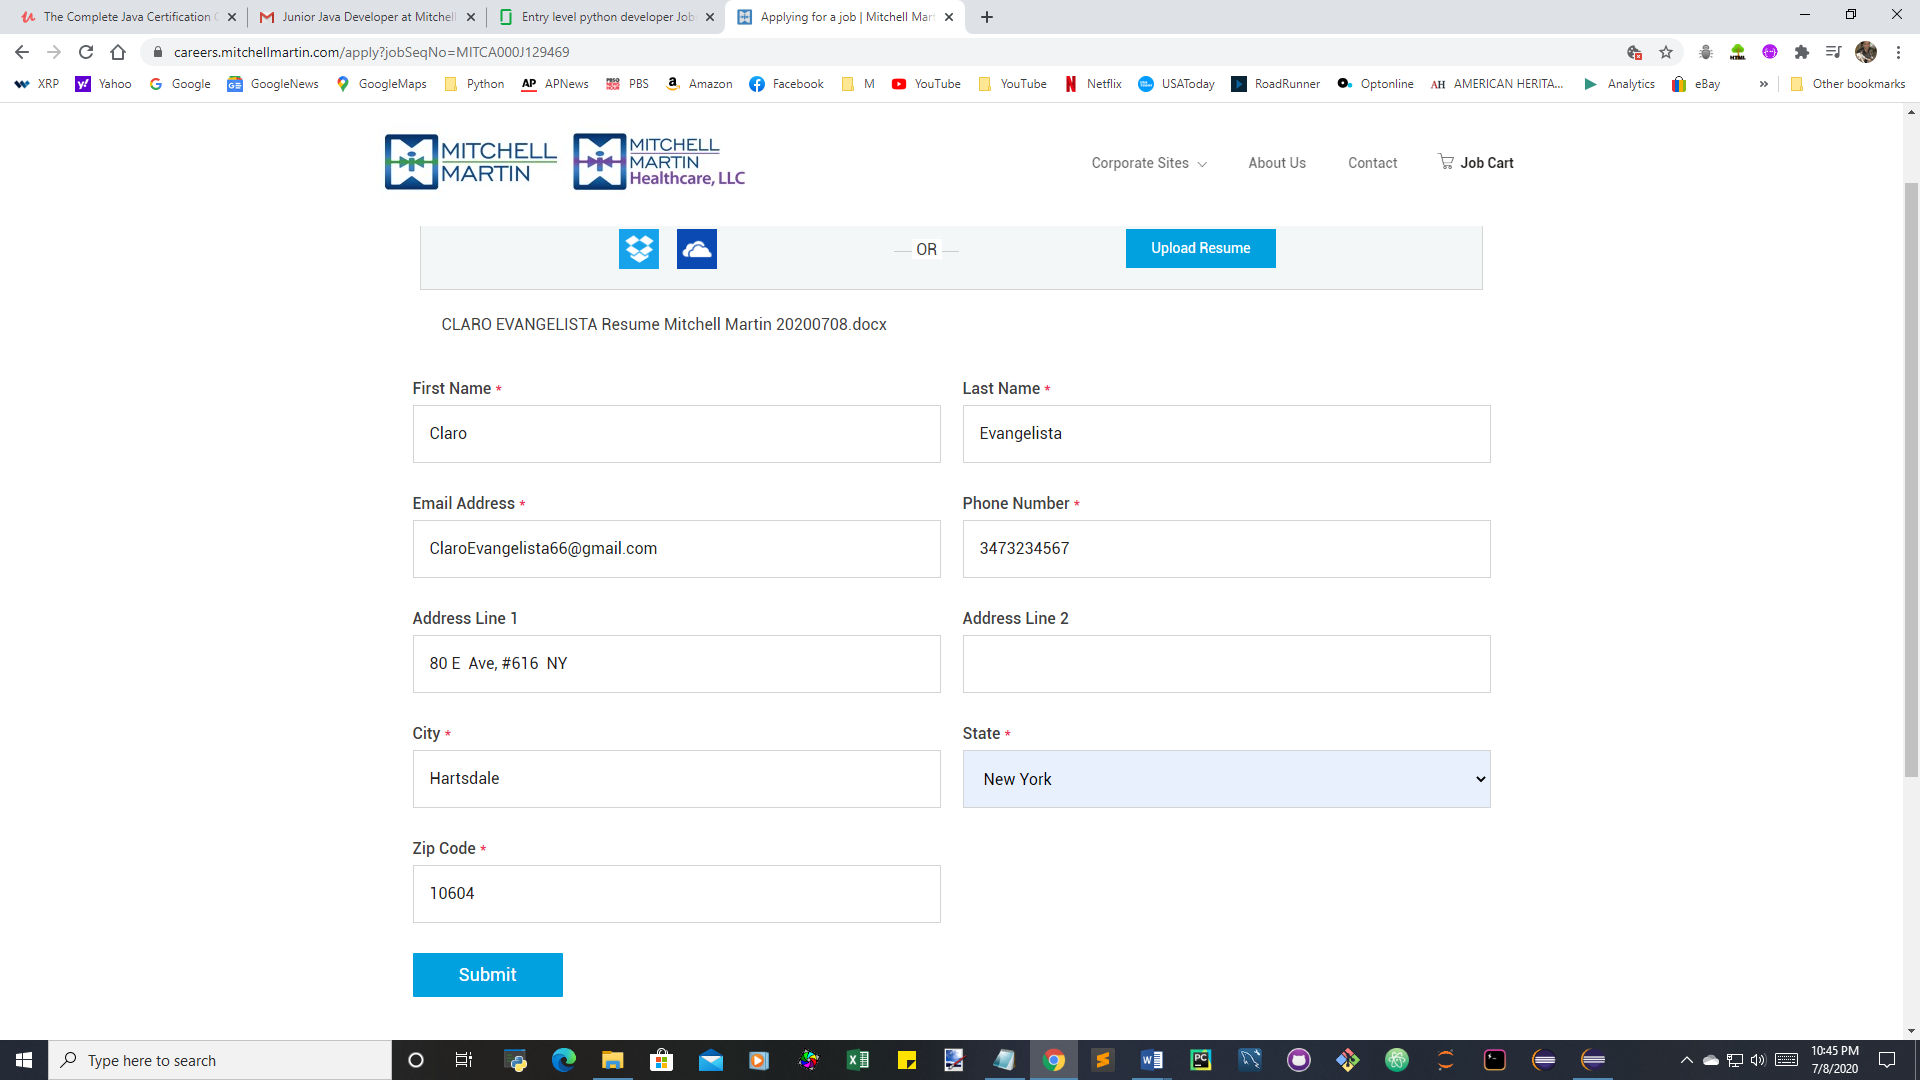 The Complete Java Certification C
Junior Java Developer at Mitchell
Entry level python developer Job
Applying for a job | Mitchell Mart
careers.mitchellmartin.com/apply?jobSeqNo=MITCA000J129469
XRP Yahoo Google GoogleNews GoogleMaps Python APNews PBS Amazon Facebook M YouTube YouTube Netflix USAToday RoadRunner Optonline AMERICAN HERITA... Analytics eBay » Other bookmarks
MITCHELL MARTIN
MITCHELL MARTIN Healthcare, LLC
Corporate Sites About Us Contact Job Cart
OR
Upload Resume
CLARO EVANGELISTA Resume Mitchell Martin 20200708.docx
First Name * Last Name *
Claro Evangelista
Email Address * Phone Number *
ClaroEvangelista66@gmail.com 3473234567
Address Line 1 Address Line 2
80 E  Ave, #616  NY
City * State *
Hartsdale New York
Zip Code *
10604
Submit
Type here to search
10:45 PM
7/8/2020